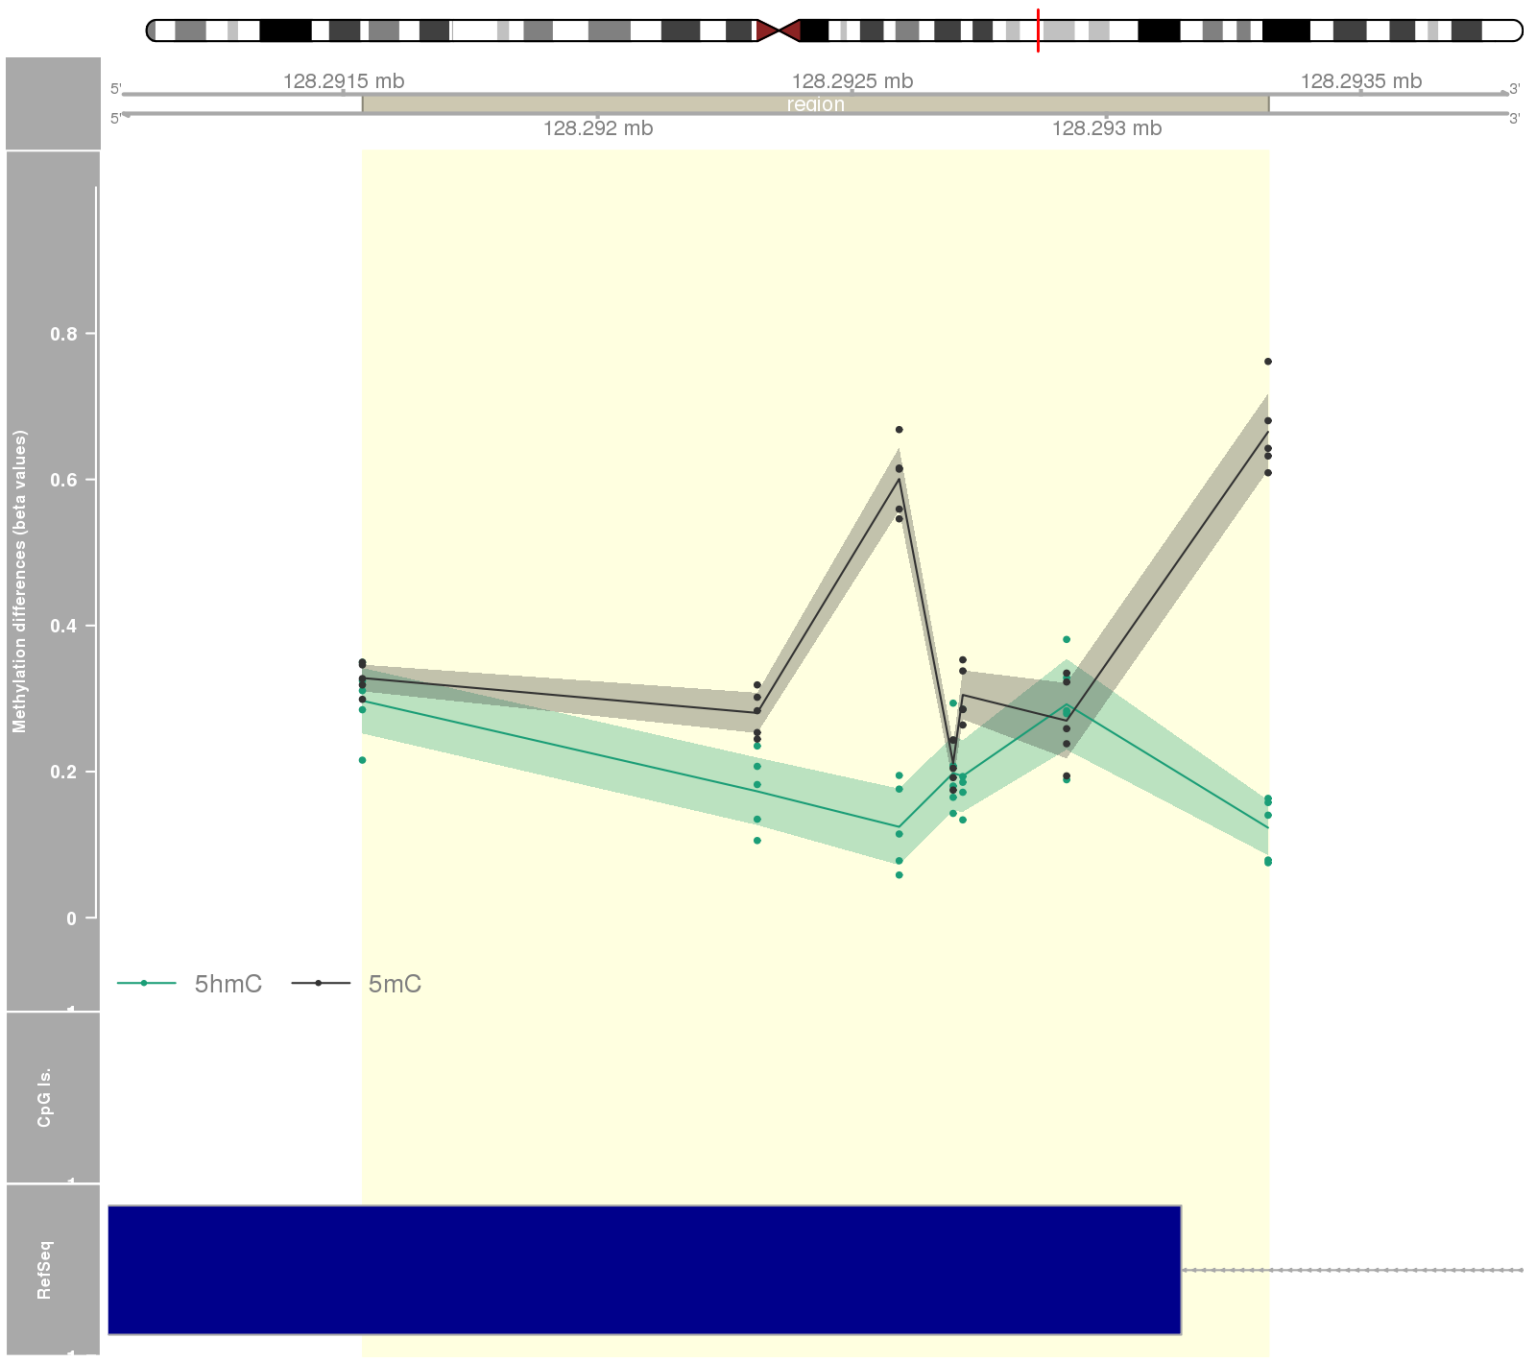 128.2915 mb
128.2925 mb
128.2935 mb
5'
3'
region
5'
3'
128.292 mb
128.293 mb
Methylation differences (beta values)
0.8
0.6
0.4
0.2
0
5hmC
5mC
CpG Is.
RefSeq